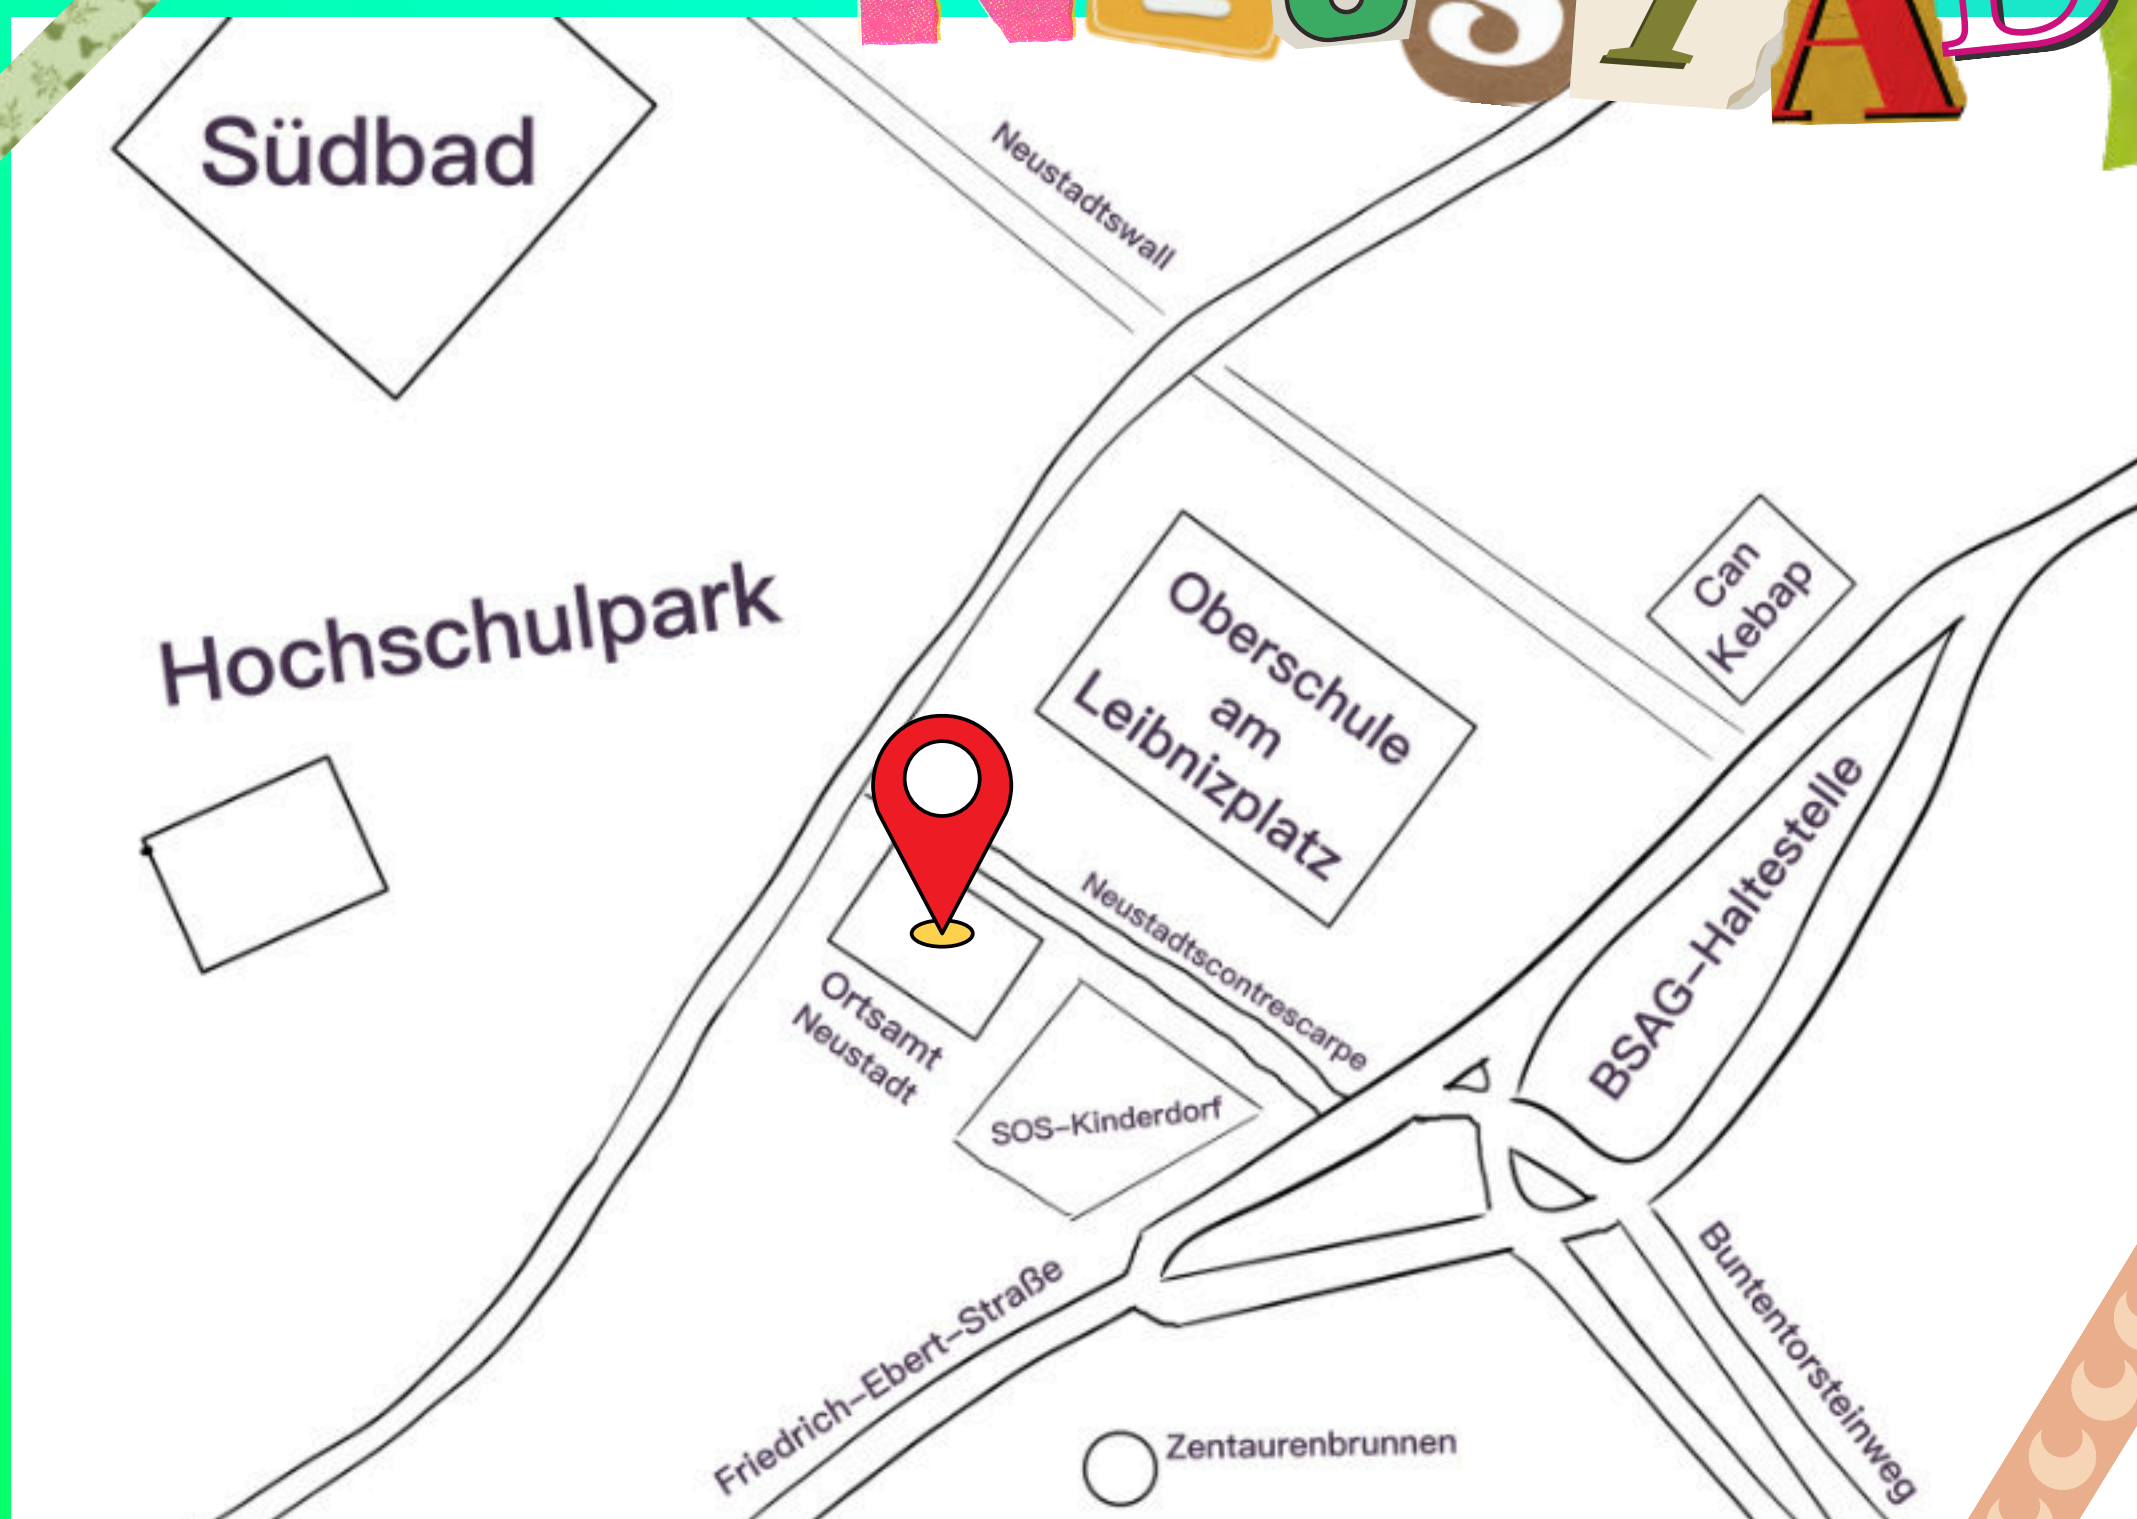 NEUSTAD
Südbad
Neustadtswall
Hochschulpark
Can
Kebap
Oberschule
am
Leibnizplatz
BSAG-Haltestelle
Neustadtscontrescarpe
Ortsamt
Neustadt
SOS-Kinderdorf
Friedrich-Ebert-Straße
Buntentorsteinweg
Zentaurenbrunnen